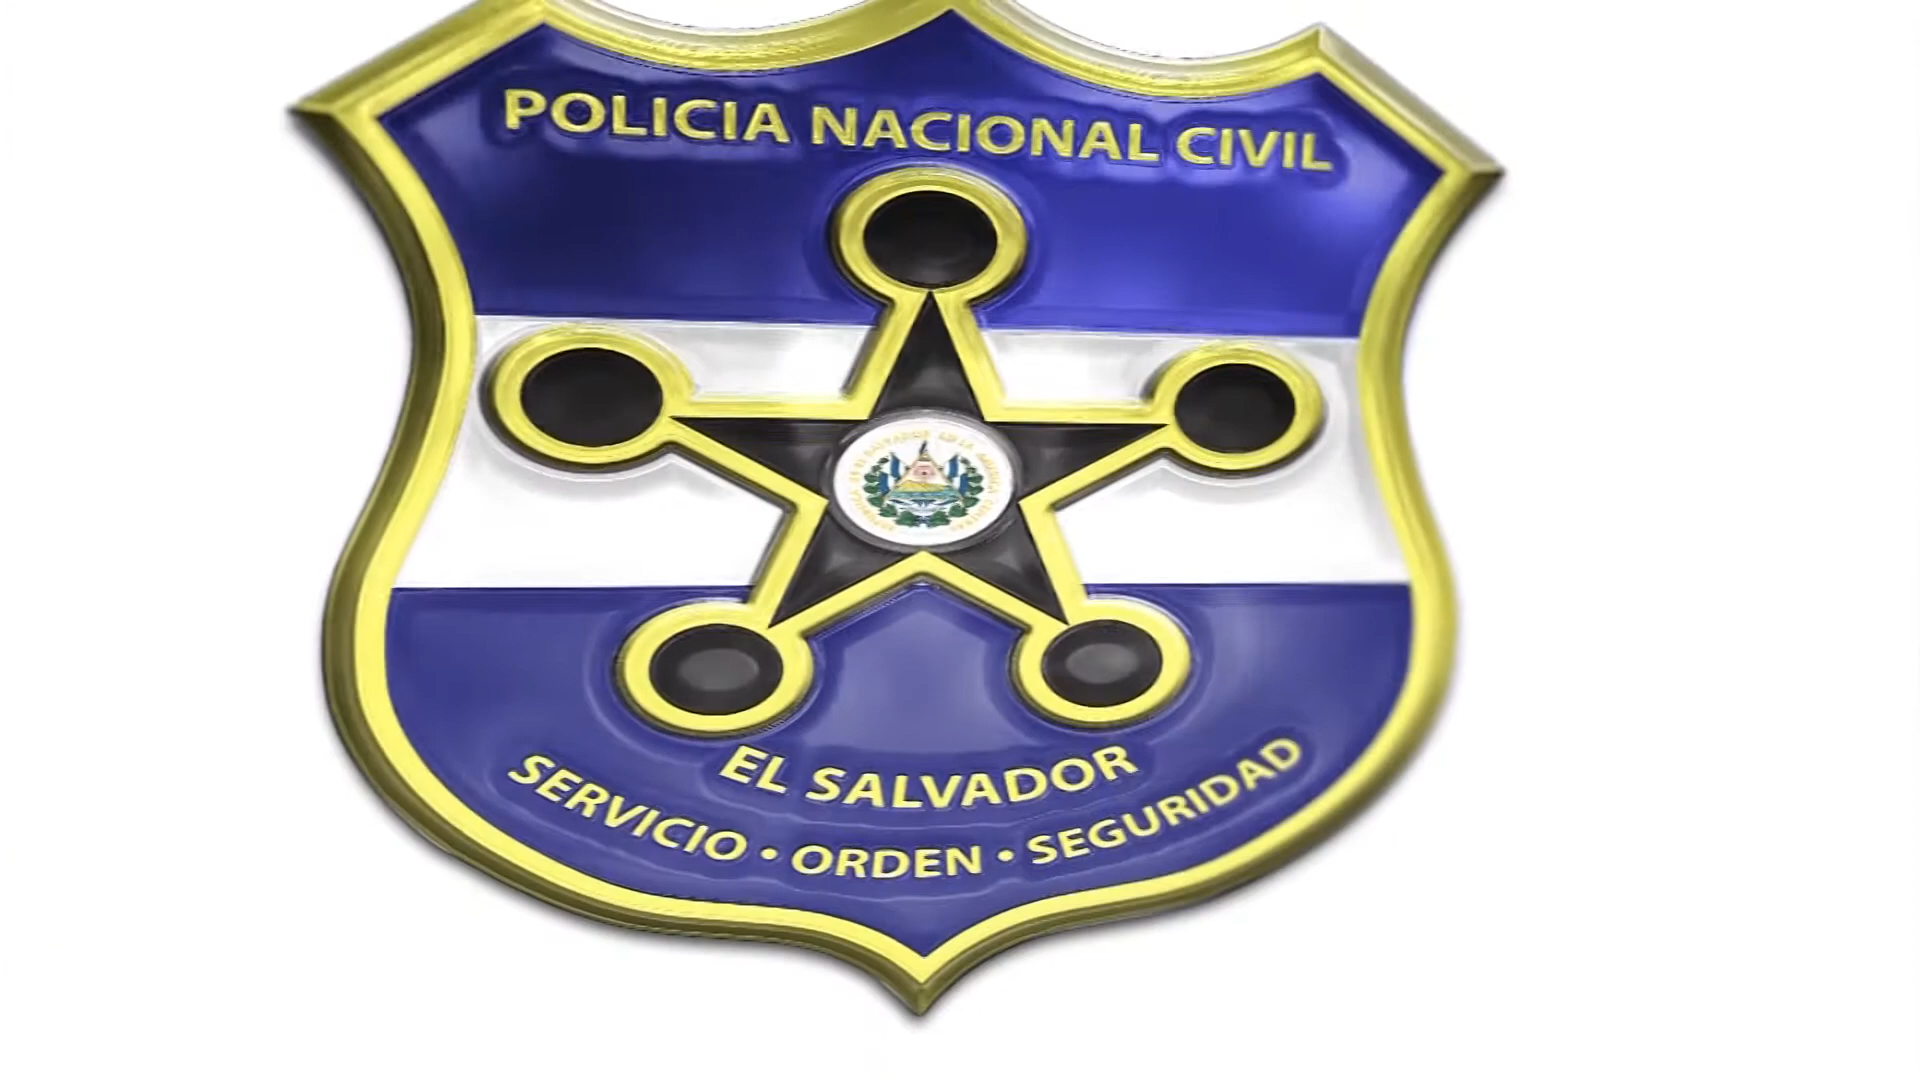 POLICIA NACIONAL CIVIL
EL SALVADOR
SERVICIO • ORDEN • SEGURIDAD